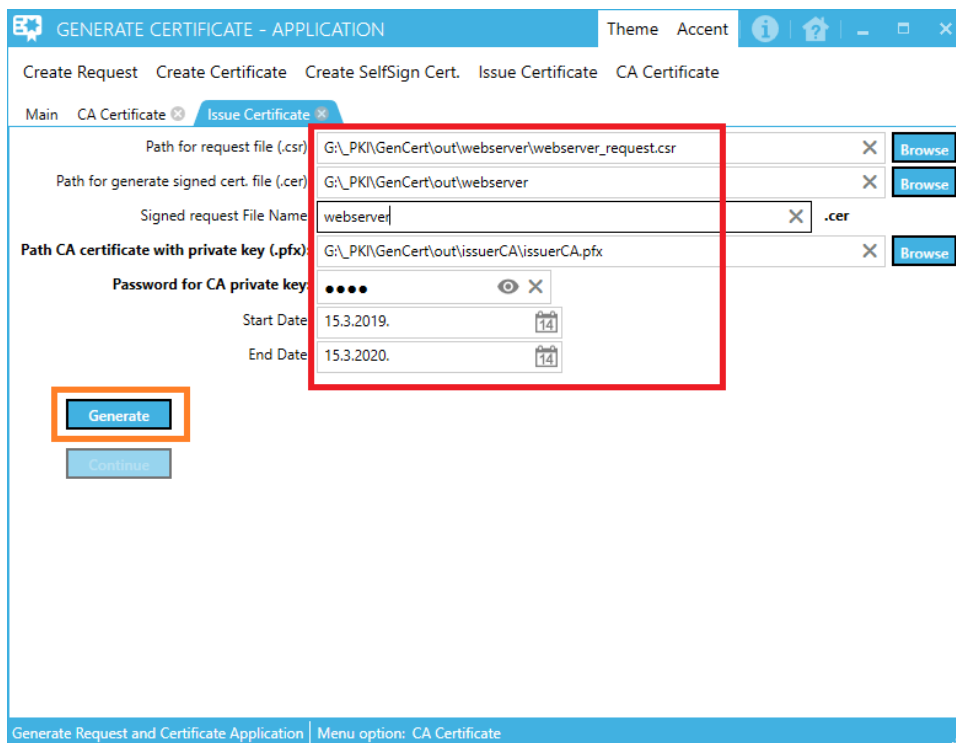 GENERATE CERTIFICATE - APPLICATION Theme Accent
Create Request Create Certificate Create SelfSign Cert. Issue Certificate CA Certificate
Main CA Certificate Issue Certificate
Path for request file (.csr) G:\_PKI\GenCert\out\webserver\webserver_request.csr Browse
Path for generate signed cert. file (.cer) G:\_PKI\GenCert\out\webserver Browse
Signed request File Name webserver .cer
Path CA certificate with private key (.pfx): G:\_PKI\GenCert\out\issuerCA\issuerCA.pfx Browse
Password for CA private key: ●●●●
Start Date 15.3.2019. 14
End Date 15.3.2020. 14
Generate
Continue
Generate Request and Certificate Application Menu option: CA Certificate